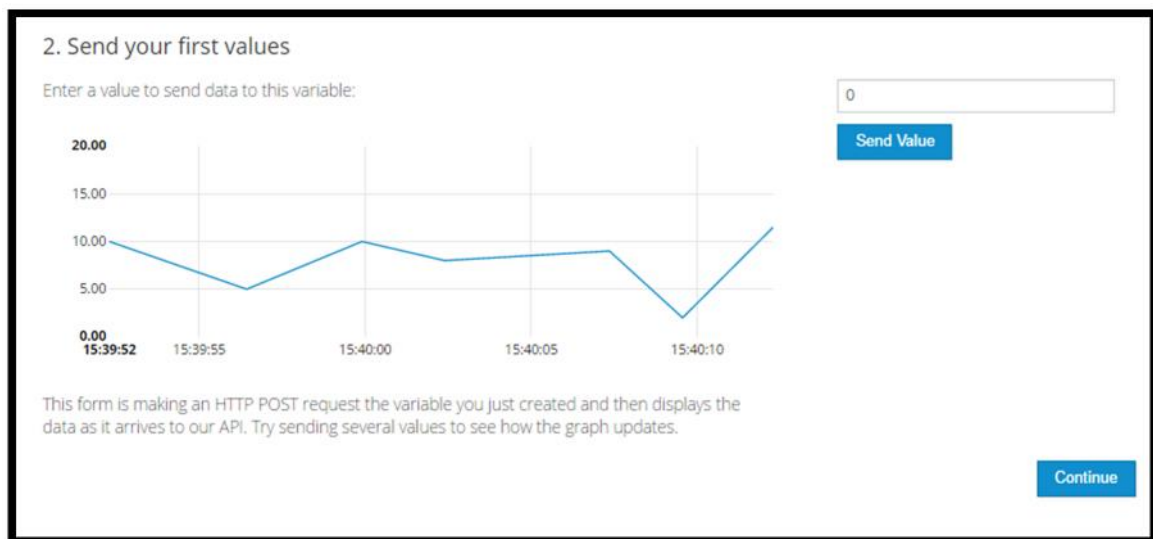 2. Send your first values
Enter a value to send data to this variable:
0
Send Value
20.00
15.00
10.00
5.00
0.00
15:39:52 15:39:55 15:40:00 15:40:05 15:40:10
This form is making an HTTP POST request the variable you just created and then displays the
data as it arrives to our API. Try sending several values to see how the graph updates.
Continue